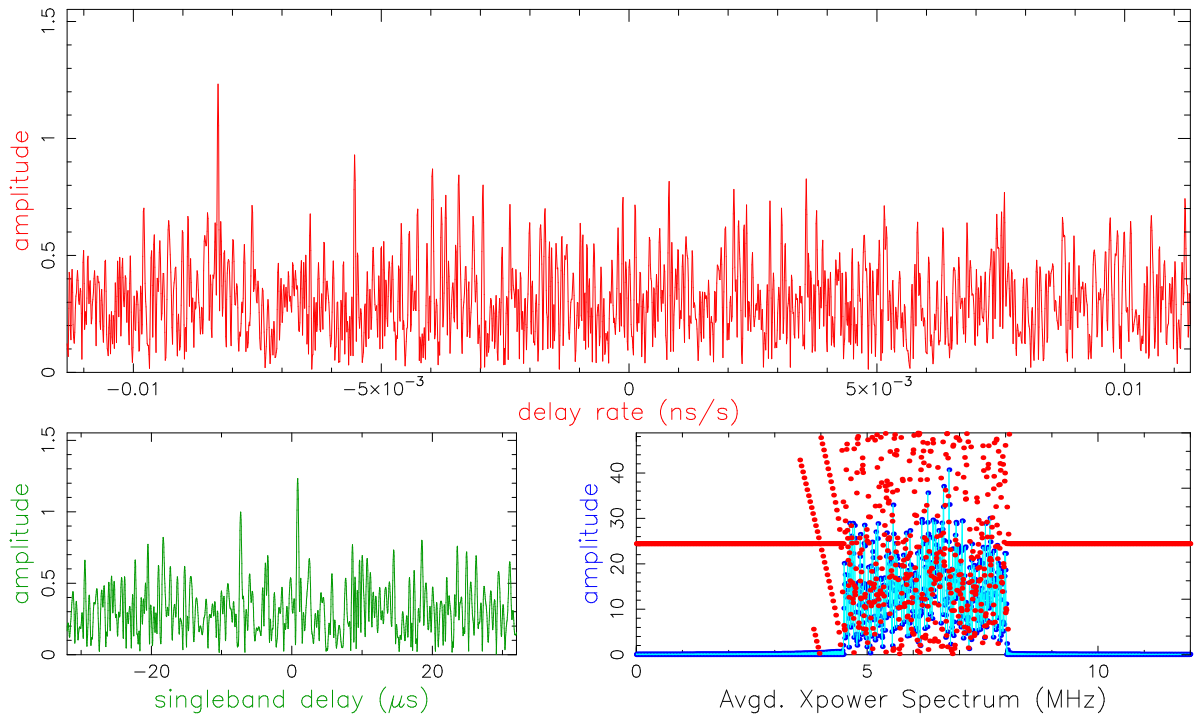 1.5
1
0.5
0
amplitude
−0.01 −5×10⁻³ 0 5×10⁻³ 0.01
delay rate (ns/s)
1.5
1
0.5
0
amplitude
−20 0 20
singleband delay (μs)
40
30
20
10
0
amplitude
0 5 10
Avgd. Xpower Spectrum (MHz)